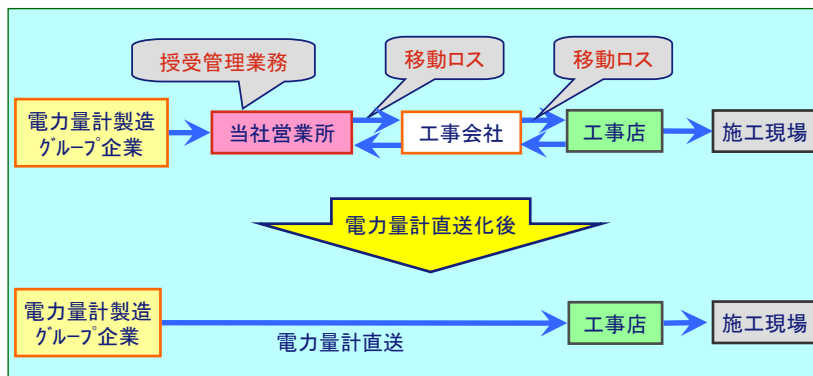 授受管理業務
移動ロス
移動ロス
電力量計製造
グループ企業
当社営業所
工事会社
工事店
施工現場
電力量計直送化後
電力量計製造
グループ企業
電力量計直送
工事店
施工現場